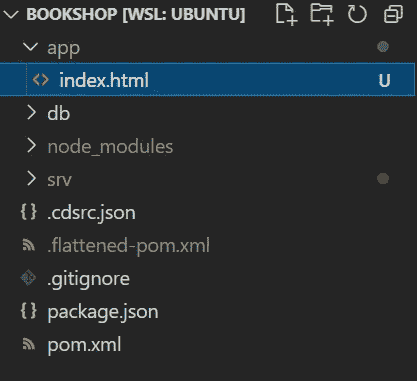 BOOKSHOP [WSL: UBUNTU]
app
index.html U
db
node_modules
srv
.cdsrc.json
.flattened-pom.xml
.gitignore
package.json
pom.xml